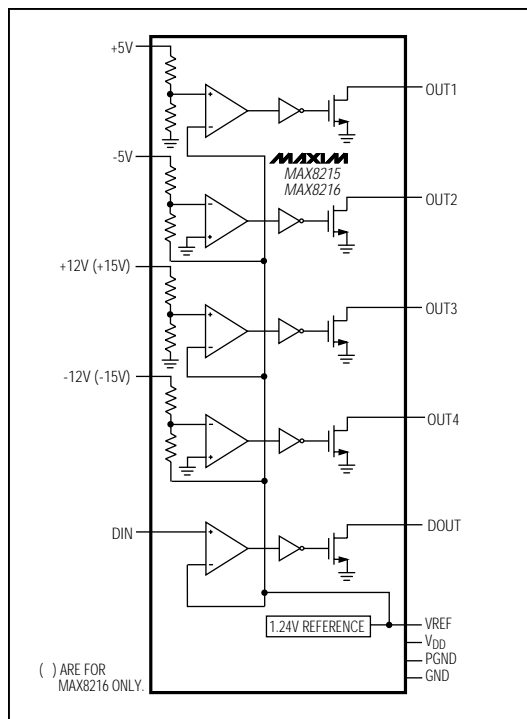 +5V
OUT1
MAXIM
MAX8215
MAX8216
-5V
OUT2
+12V (+15V)
OUT3
-12V (-15V)
OUT4
DIN
DOUT
1.24V REFERENCE
VREF
VDD
PGND
GND
( ) ARE FOR
MAX8216 ONLY.